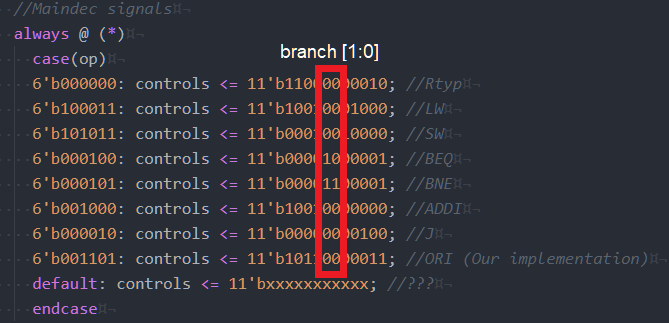 //Maindec signals¤¬
always @ (*)¤¬
branch [1:0]
case(op)¤¬
6'b000000: controls <= 11'b11000000010; //Rtyp¤¬
6'b100011: controls <= 11'b10010001000; //LW¤¬
6'b101011: controls <= 11'b00010010000; //SW¤¬
6'b000100: controls <= 11'b00001000001; //BEQ¤¬
6'b000101: controls <= 11'b00001100001; //BNE¤¬
6'b001000: controls <= 11'b10010000000; //ADDI¤¬
6'b000010: controls <= 11'b00000000100; //J¤¬
6'b001101: controls <= 11'b10110000011; //ORI (Our implementation)¤¬
default: controls <= 11'bxxxxxxxxxxx; //???¤¬
endcase¤¬